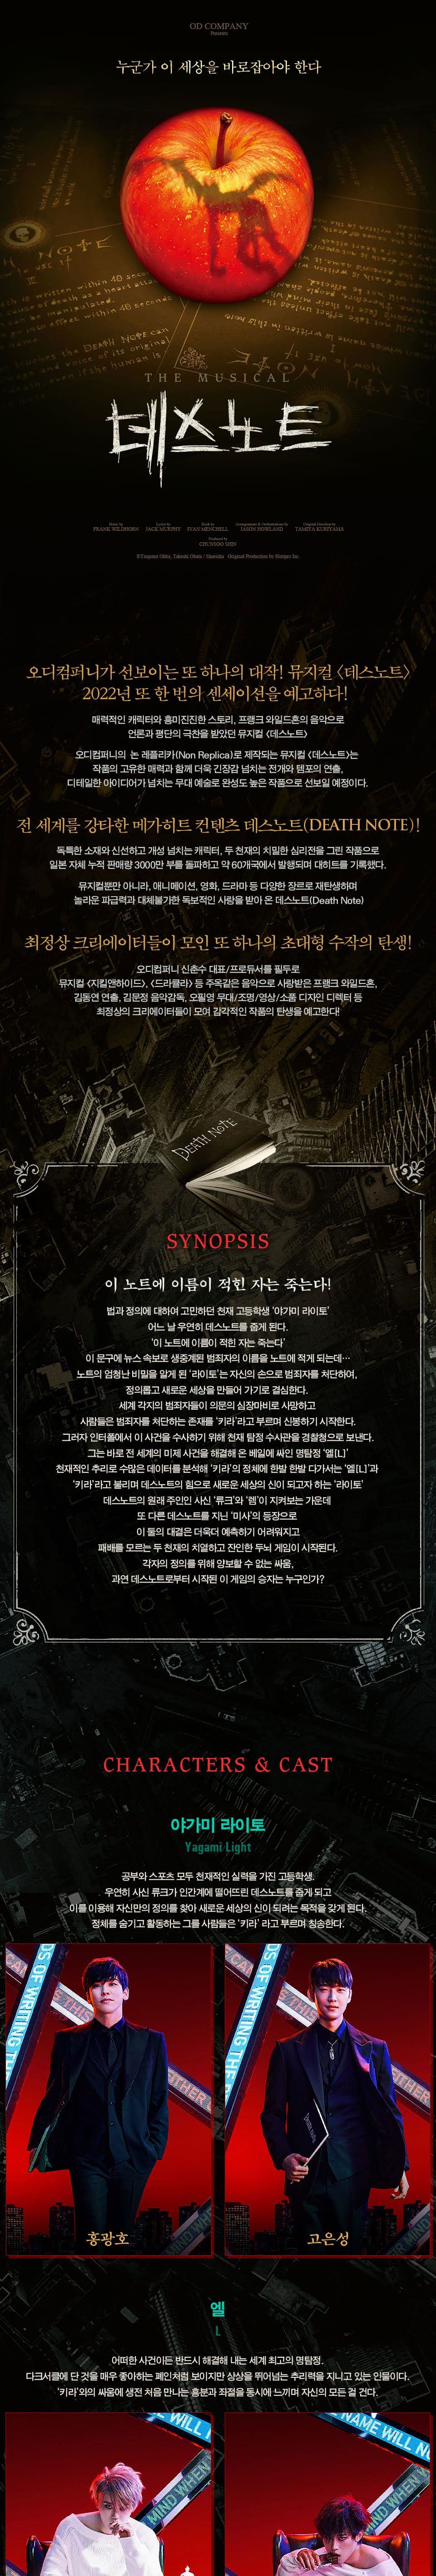 OD COMPANY
Presents
누군가 이 세상을 바로잡아야 한다
THE MUSICAL
데스노트
Music by
FRANK WILDHORN
Lyrics by
JACK MURPHY
Book by
IVAN MENCHELL
Arrangements & Orchestrations by
JASON HOWLAND
Original Direction by
TAMIYA KURIYAMA
Produced by
CHUNSOO SHIN
©Tsugumi Ohba, Takeshi Obata / Shueisha Original Production by Horipro Inc.
오디컴퍼니가 선보이는 또 하나의 대작! 뮤지컬 <데스노트>
2022년 또 한 번의 센세이션을 예고하다!
매력적인 캐릭터와 흥미진진한 스토리, 프랭크 와일드혼의 음악으로
언론과 평단의 극찬을 받았던 뮤지컬 <데스노트>
오디컴퍼니의 논 레플리카(Non Replica)로 제작되는 뮤지컬 <데스노트>는
작품의 고유한 매력과 함께 더욱 긴장감 넘치는 전개와 템포의 연출,
디테일한 아이디어가 넘치는 무대 예술로 완성도 높은 작품으로 선보일 예정이다.
전 세계를 강타한 메가히트 컨텐츠 데스노트(DEATH NOTE)!
독특한 소재와 신선하고 개성 넘치는 캐릭터, 두 천재의 치밀한 심리전을 그린 작품으로
일본 자체 누적 판매량 3000만 부를 돌파하고 약 60개국에서 발행되며 대히트를 기록했다.
뮤지컬뿐만 아니라, 애니메이션, 영화, 드라마 등 다양한 장르로 재탄생하며
놀라운 파급력과 대체불가한 독보적인 사랑을 받아 온 데스노트(Death Note)
최정상 크리에이터들이 모인 또 하나의 초대형 수작의 탄생!
오디컴퍼니 신춘수 대표/프로듀서를 필두로
뮤지컬 <지킬앤하이드>, <드라큘라> 등 주옥같은 음악으로 사랑받은 프랭크 와일드혼,
김동연 연출, 김문정 음악감독, 오필영 무대/조명/영상/소품 디자인 디렉터 등
최정상의 크리에이터들이 모여 감각적인 작품의 탄생을 예고한다!
DEATH NOTE
SYNOPSIS
이 노트에 이름이 적힌 자는 죽는다!
법과 정의에 대하여 고민하던 천재 고등학생 '야가미 라이토'
어느 날 우연히 데스노트를 줍게 된다.
'이 노트에 이름이 적힌 자는 죽는다'
이 문구에 뉴스 속보로 생중계된 범죄자의 이름을 노트에 적게 되는데…
노트의 엄청난 비밀을 알게 된 '라이토'는 자신의 손으로 범죄자를 처단하여,
정의롭고 새로운 세상을 만들어 가기로 결심한다.
세계 각지의 범죄자들이 의문의 심장마비로 사망하고
사람들은 범죄자를 처단하는 존재를 '키라'라고 부르며 신봉하기 시작한다.
그러자 인터폴에서 이 사건을 수사하기 위해 천재 탐정 수사관을 경찰청으로 보낸다.
그는 바로 전 세계의 미제 사건을 해결해 온 베일에 싸인 명탐정 '엘[L]'
천재적인 추리로 수많은 데이터를 분석해 '키라'의 정체에 한발 한발 다가서는 '엘[L]'과
'키라'라고 불리며 데스노트의 힘으로 새로운 세상의 신이 되고자 하는 '라이토'
데스노트의 원래 주인인 사신 '류크'와 '렘'이 지켜보는 가운데
또 다른 데스노트를 지닌 '미사'의 등장으로
이 둘의 대결은 더욱더 예측하기 어려워지고
패배를 모르는 두 천재의 치열하고 잔인한 두뇌 게임이 시작된다.
각자의 정의를 위해 양보할 수 없는 싸움,
과연 데스노트로부터 시작된 이 게임의 승자는 누구인가?
CHARACTERS & CAST
야가미 라이토
Yagami Light
공부와 스포츠 모두 천재적인 실력을 가진 고등학생.
우연히 사신 류크가 인간계에 떨어뜨린 데스노트를 줍게 되고
이를 이용해 자신만의 정의를 찾아 새로운 세상의 신이 되려는 목적을 갖게 된다.
정체를 숨기고 활동하는 그를 사람들은 '키라' 라고 부르며 칭송한다.
홍광호
고은성
엘
L
어떠한 사건이든 반드시 해결해 내는 세계 최고의 명탐정.
다크서클에 단 것을 매우 좋아하는 폐인처럼 보이지만 상상을 뛰어넘는 추리력을 지니고 있는 인물이다.
'키라'와의 싸움에 생전 처음 만나는 흥분과 좌절을 동시에 느끼며 자신의 모든 걸 건다.